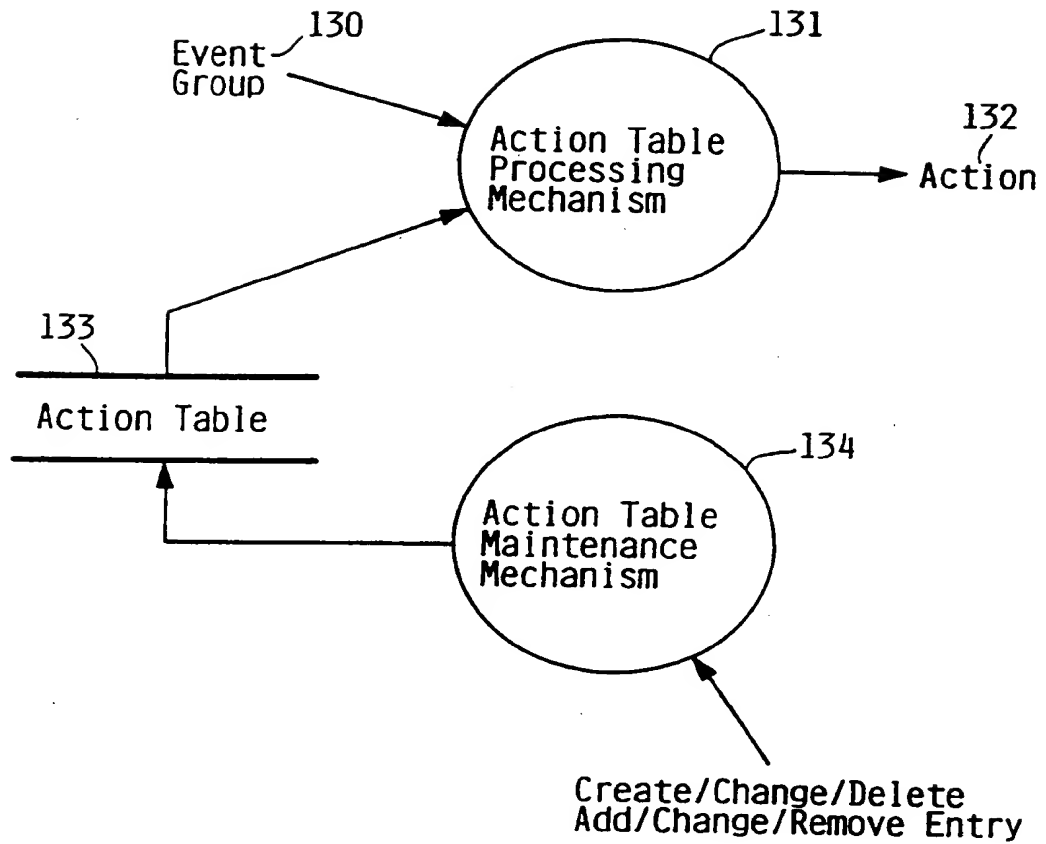 130
Event
Group
131
Action Table
Processing
Mechanism
132
Action
133
Action Table
134
Action Table
Maintenance
Mechanism
Create/Change/Delete
Add/Change/Remove Entry